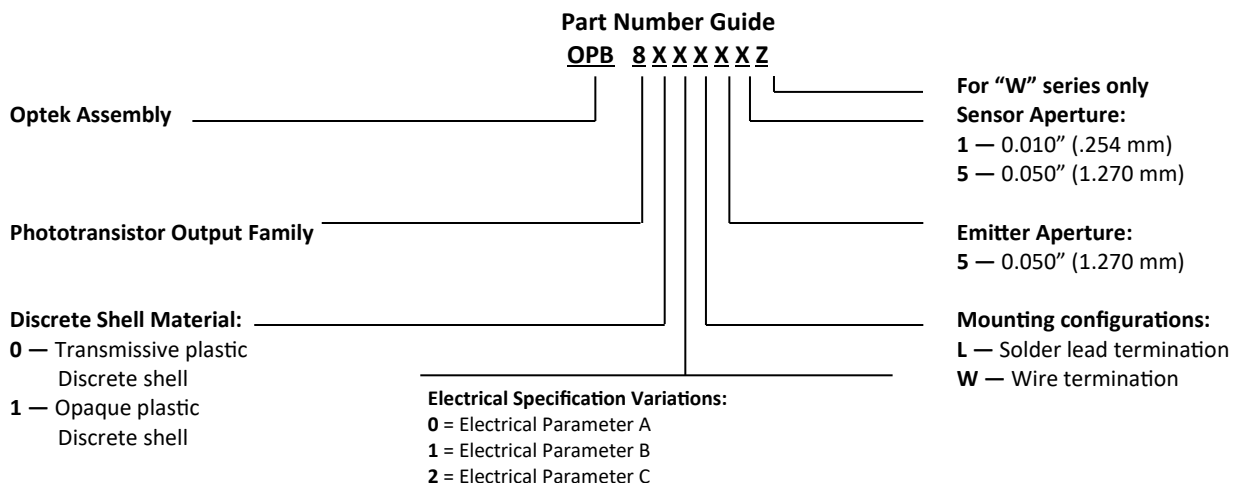 Part Number Guide
OPB 8 X X X X X Z
Optek Assembly
For “W” series only
Sensor Aperture:
1 — 0.010” (.254 mm)
5 — 0.050” (1.270 mm)
Phototransistor Output Family
Emitter Aperture:
5 — 0.050” (1.270 mm)
Discrete Shell Material:
0 — Transmissive plastic
Discrete shell
1 — Opaque plastic
Discrete shell
Mounting configurations:
L — Solder lead termination
W — Wire termination
Electrical Specification Variations:
0 = Electrical Parameter A
1 = Electrical Parameter B
2 = Electrical Parameter C